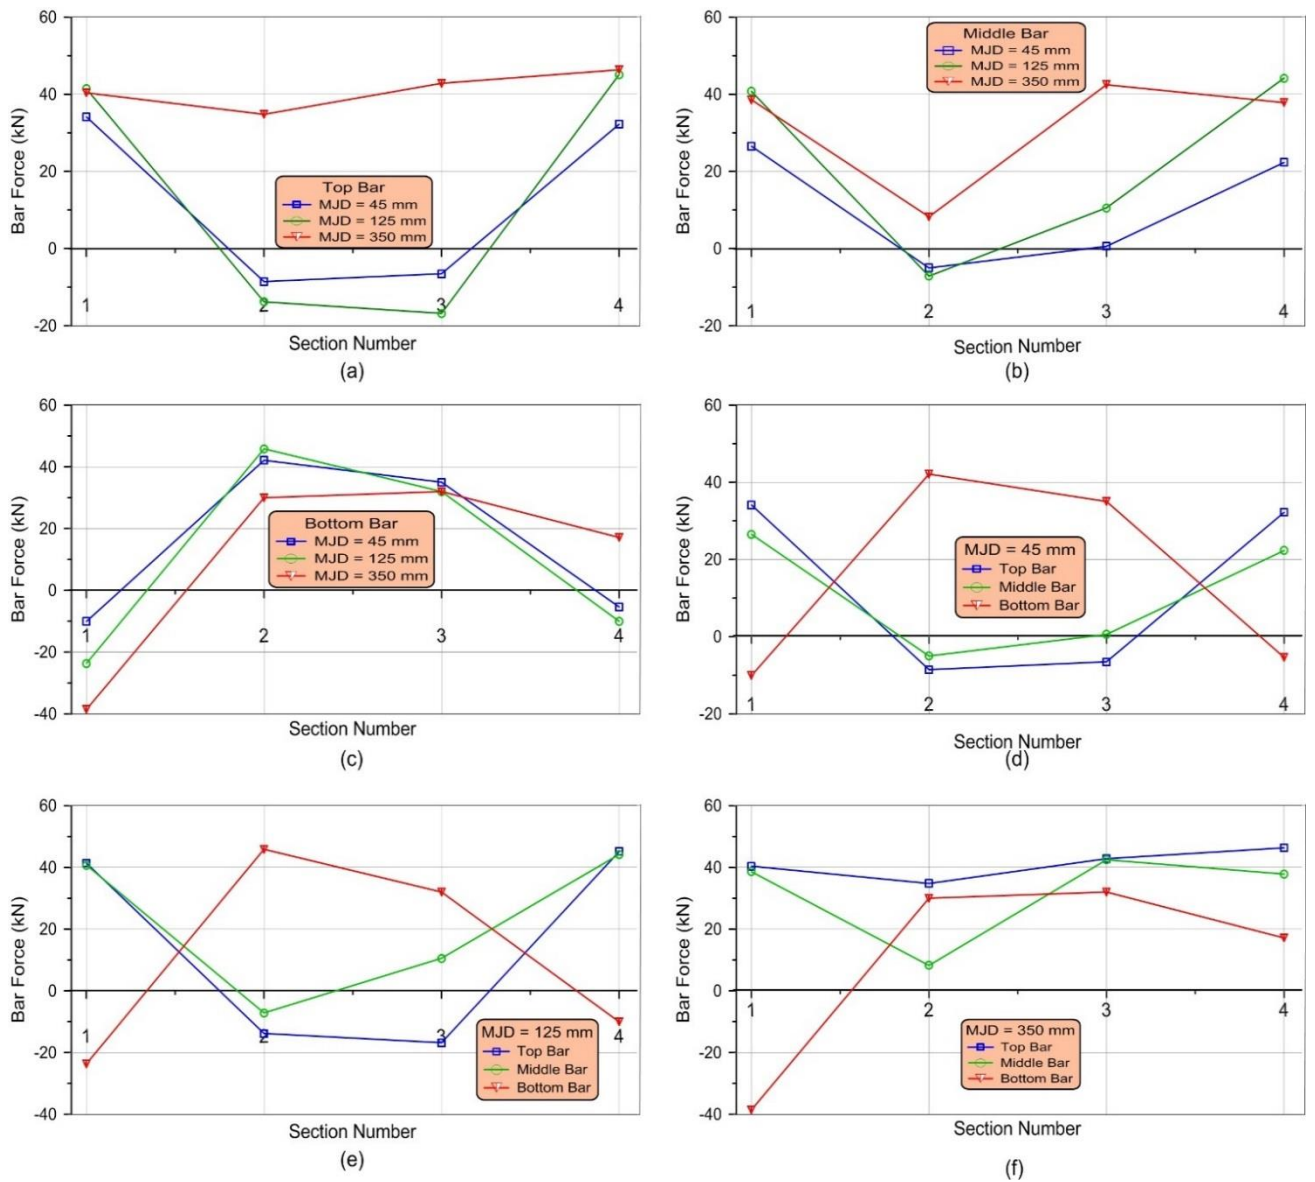 60
40
20
0
-20
Bar Force (kN)
Top Bar
MJD = 45 mm
MJD = 125 mm
MJD = 350 mm
1
2
3
4
Section Number
(a)
60
40
20
0
-20
Bar Force (kN)
Middle Bar
MJD = 45 mm
MJD = 125 mm
MJD = 350 mm
1
2
3
4
Section Number
(b)
60
40
20
0
-20
-40
Bar Force (kN)
Bottom Bar
MJD = 45 mm
MJD = 125 mm
MJD = 350 mm
1
2
3
4
Section Number
(c)
60
40
20
0
-20
Bar Force (kN)
MJD = 45 mm
Top Bar
Middle Bar
Bottom Bar
1
2
3
4
Section Number
(d)
60
40
20
0
-20
-40
Bar Force (kN)
1
2
3
4
MJD = 125 mm
Top Bar
Middle Bar
Bottom Bar
Section Number
(e)
60
40
20
0
-20
-40
Bar Force (kN)
1
2
3
4
MJD = 350 mm
Top Bar
Middle Bar
Bottom Bar
Section Number
(f)